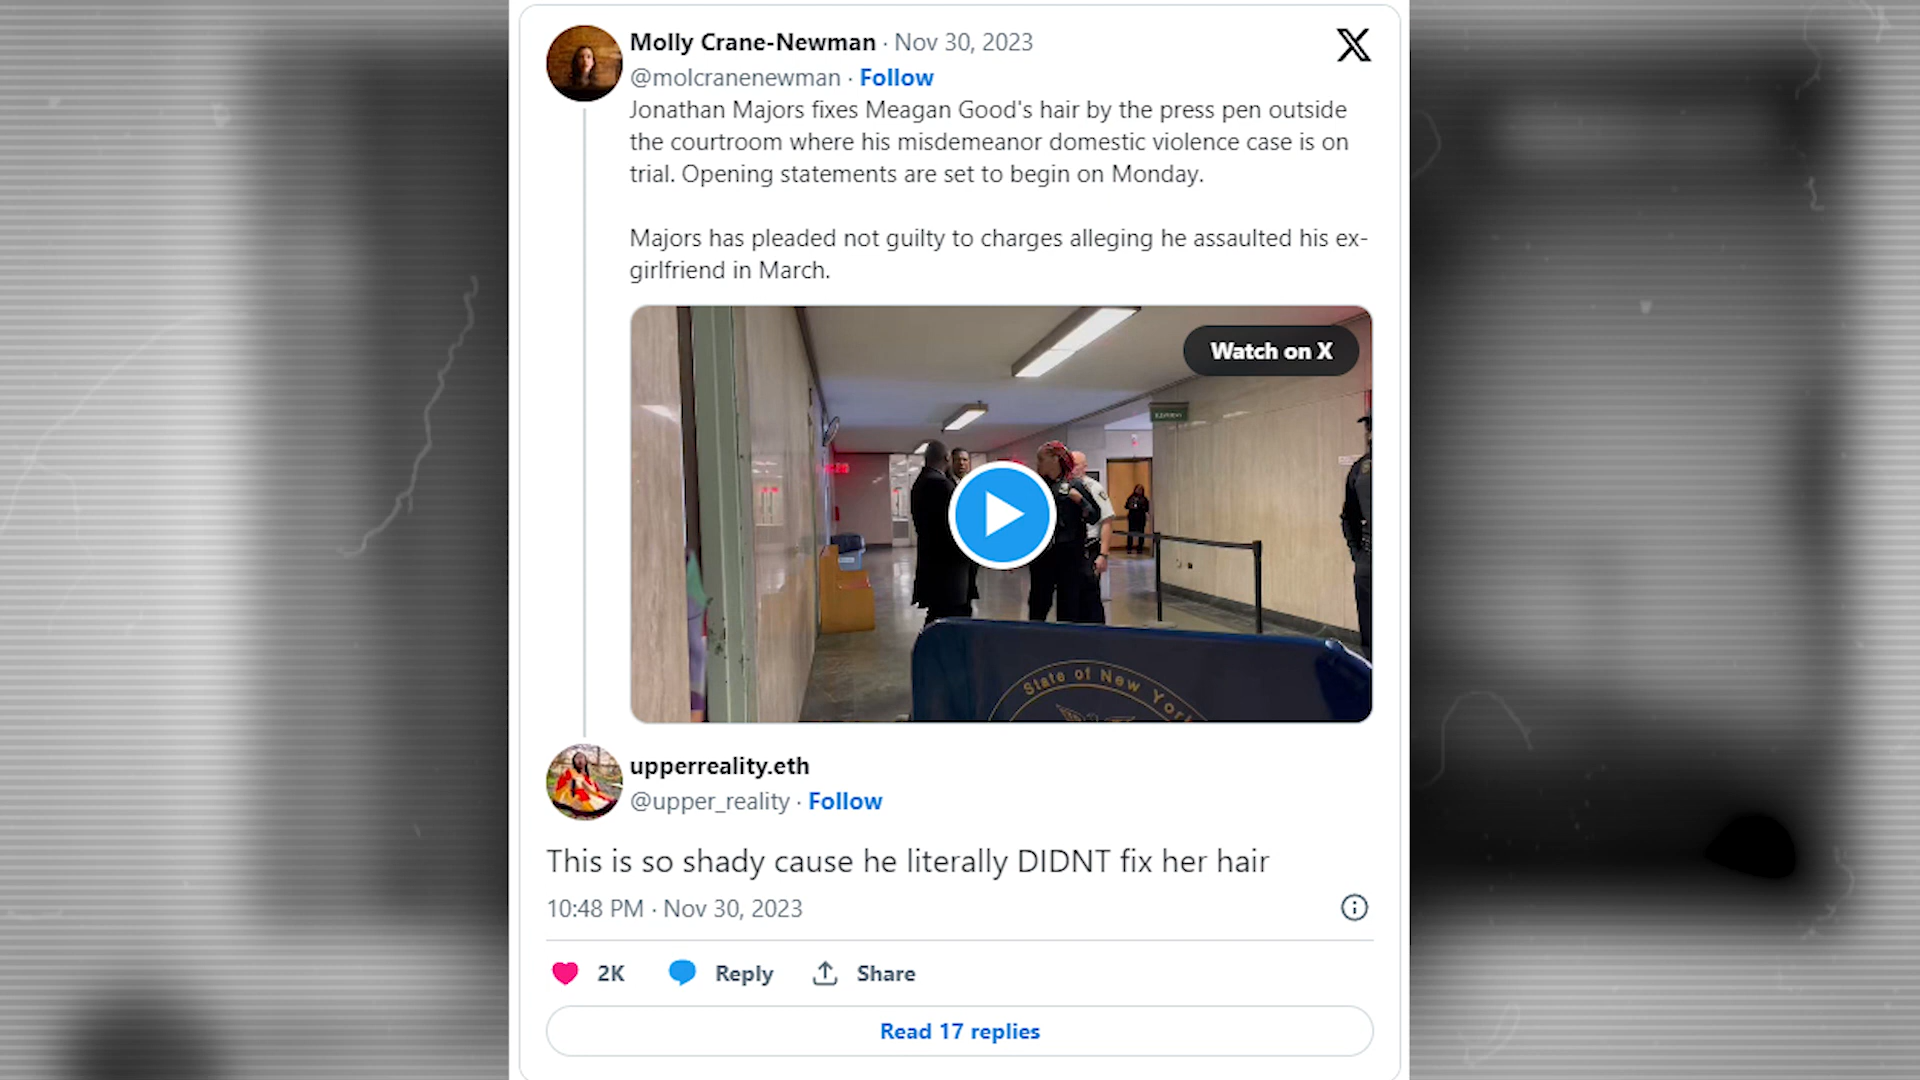 Molly Crane-Newman · Nov 30, 2023
@molcranenewman · Follow
Jonathan Majors fixes Meagan Good's hair by the press pen outside
the courtroom where his misdemeanor domestic violence case is on
trial. Opening statements are set to begin on Monday.
Majors has pleaded not guilty to charges alleging he assaulted his ex-
girlfriend in March.
Watch on X
State of New York
upperreality.eth
@upper_reality · Follow
This is so shady cause he literally DIDNT fix her hair
10:48 PM · Nov 30, 2023
2K Reply Share
Read 17 replies